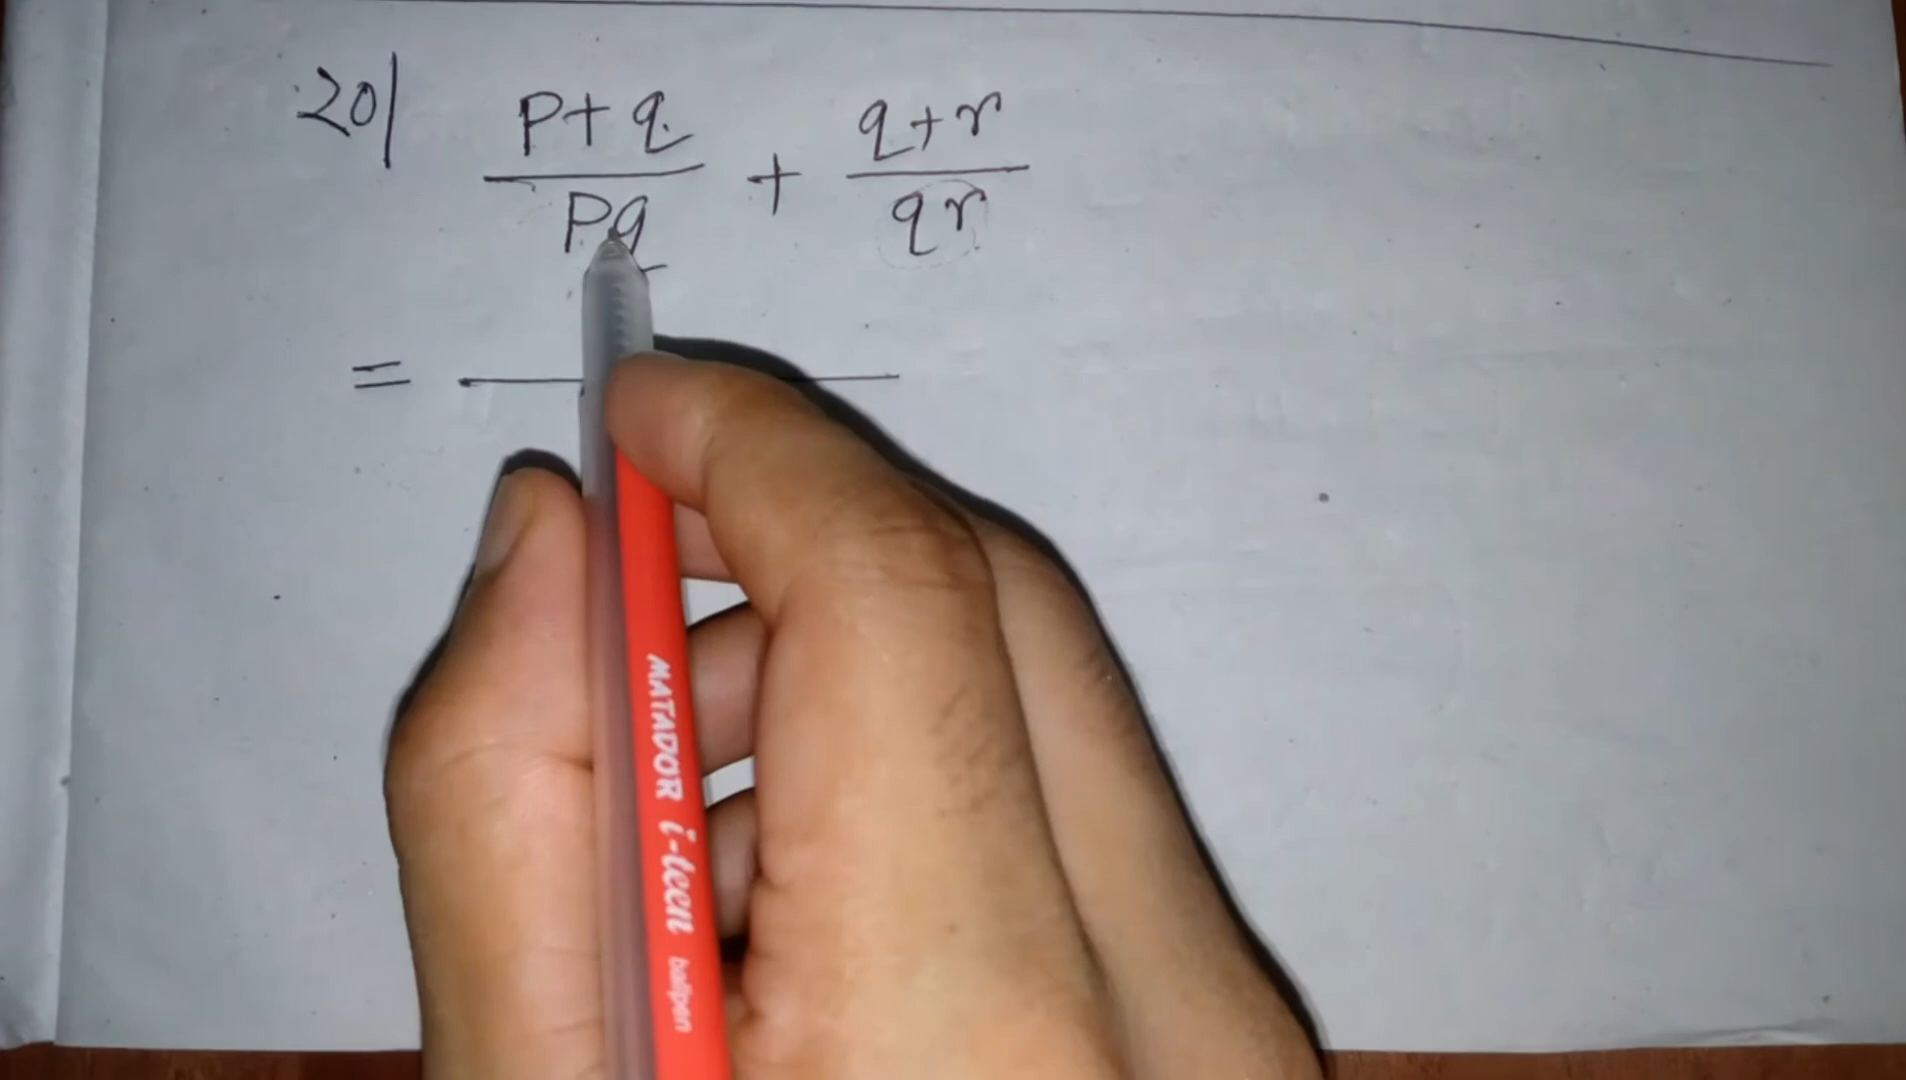 20| p+q/pq + q+r/qr
=
MATADOR i-teen ballpen